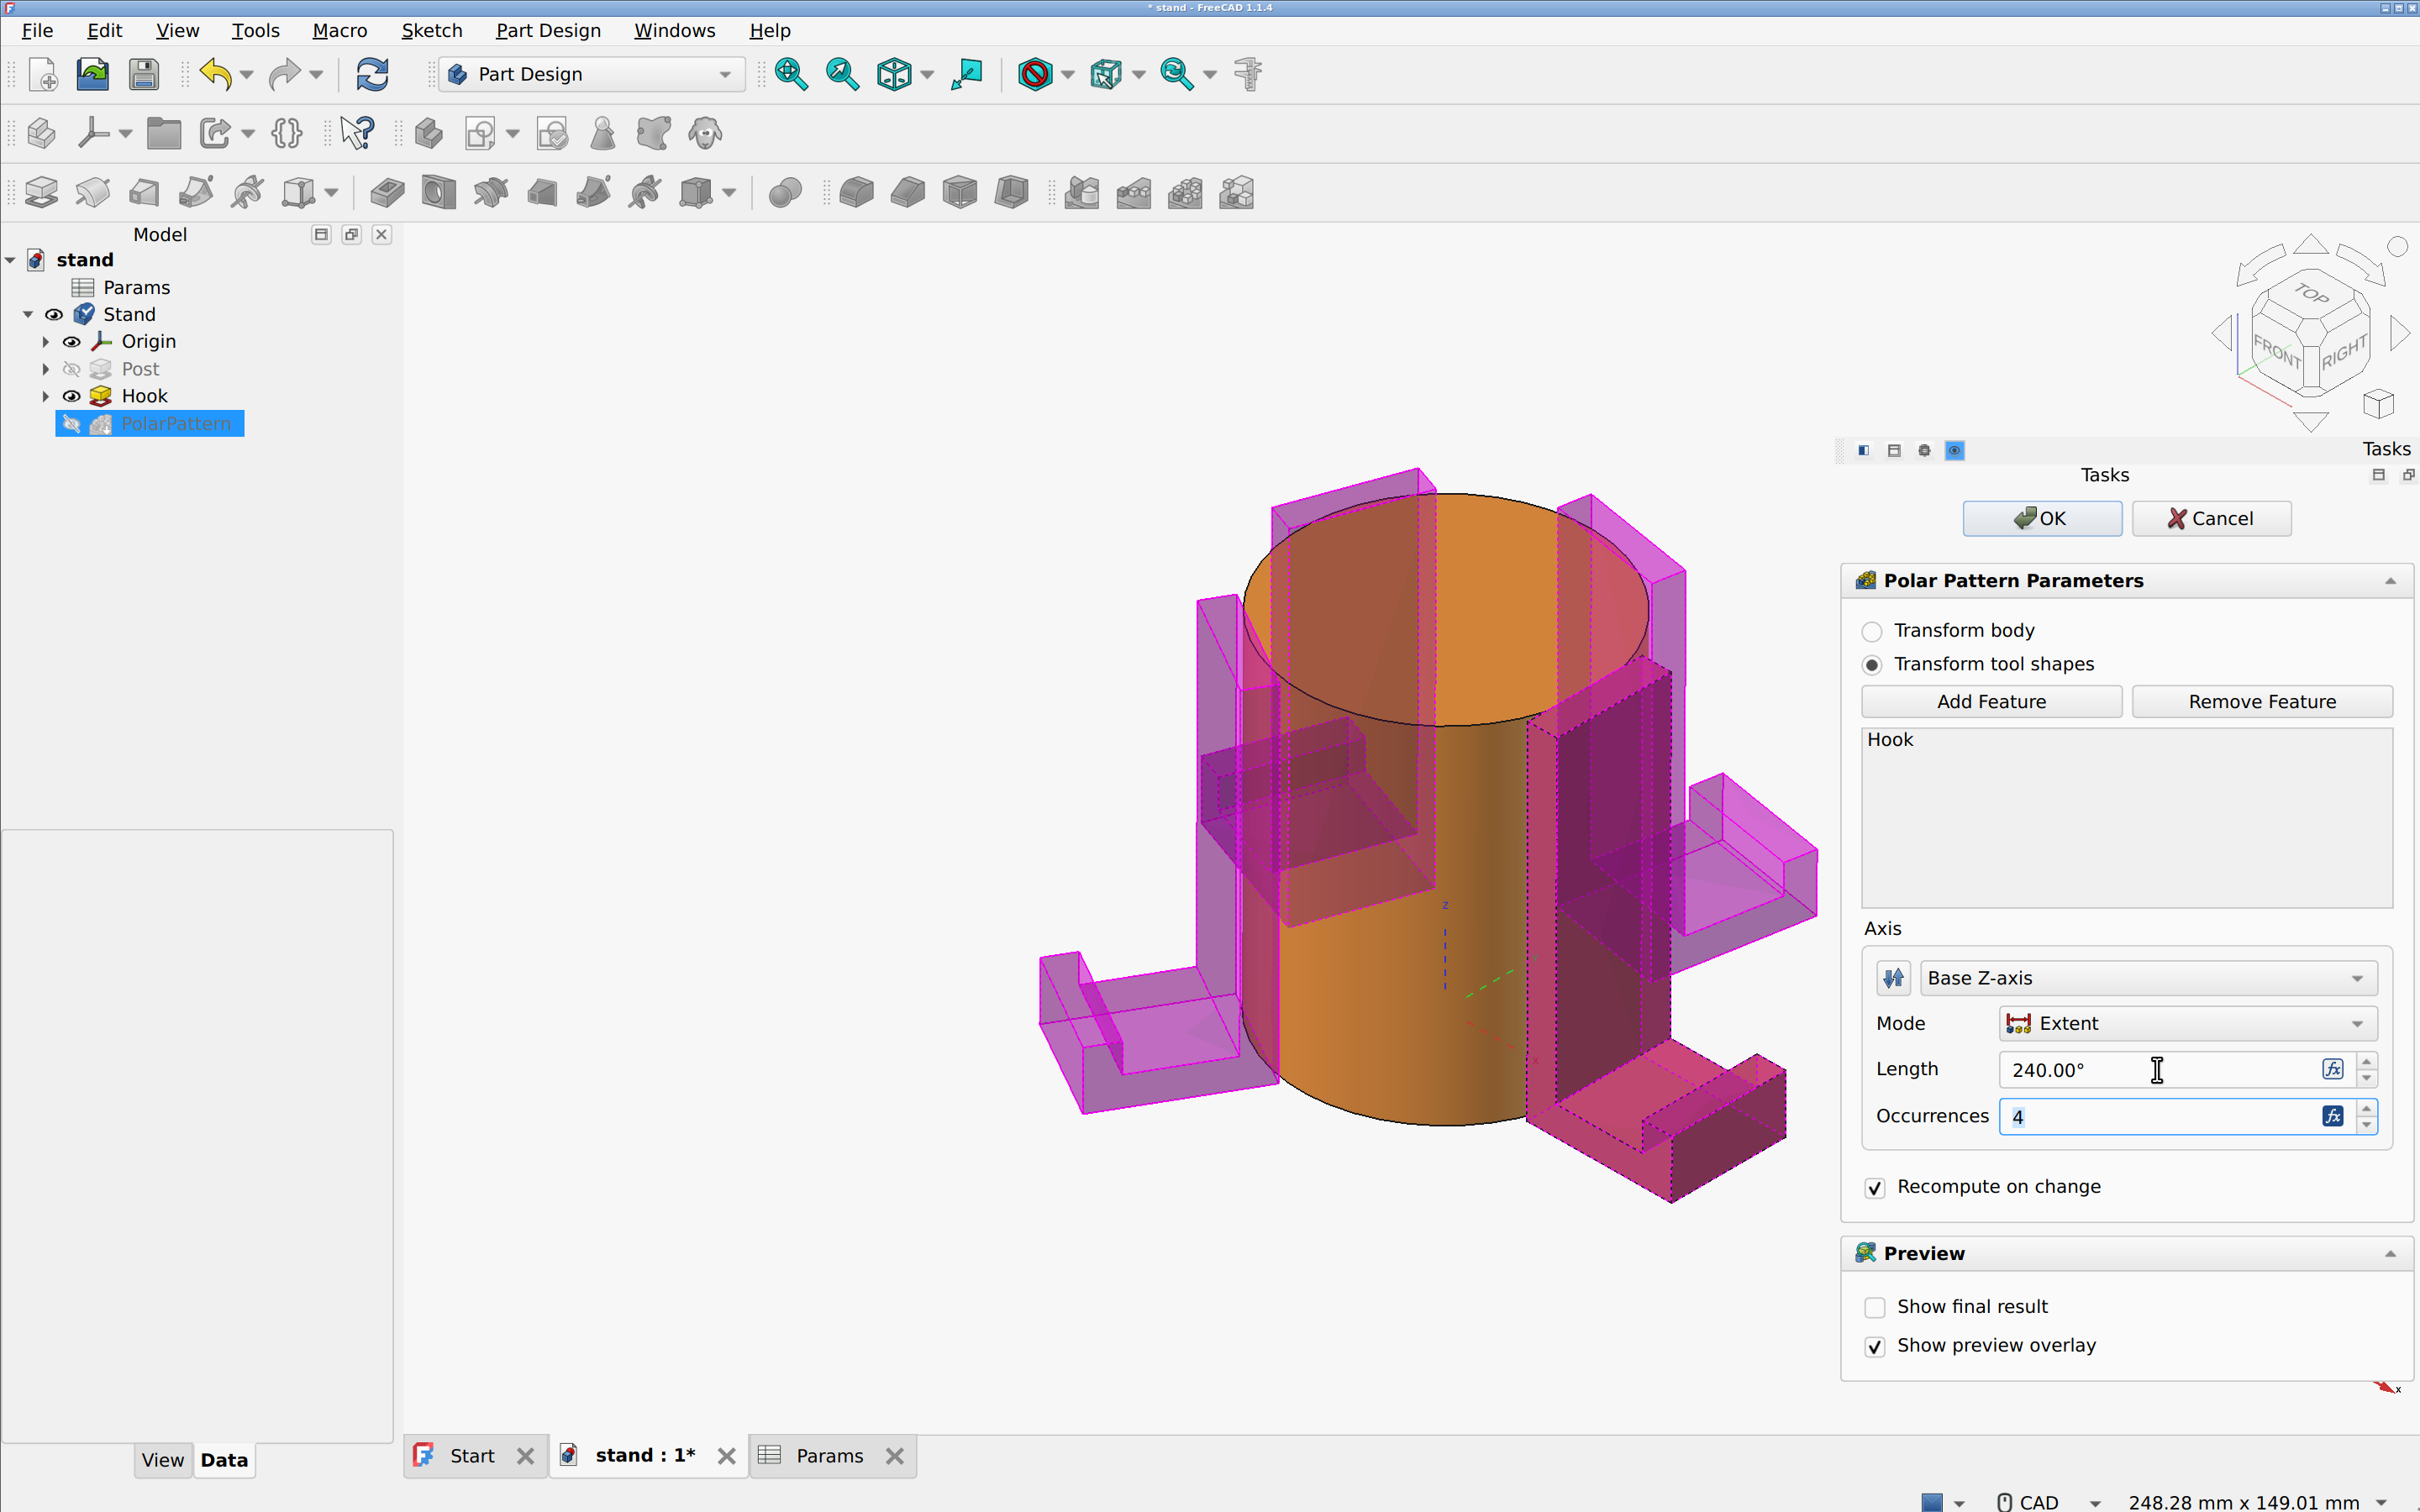 * stand - FreeCAD 1.1.4
File Edit View Tools Macro Sketch Part Design Windows Help
Part Design
Model
stand
Params
Stand
Origin
Post
Hook
PolarPattern
TOP
FRONT
RIGHT
Tasks
Tasks
OK Cancel
Polar Pattern Parameters
Transform body
Transform tool shapes
Add Feature Remove Feature
Hook
Axis
Base Z-axis
Mode Extent
Length 240.00°
Occurrences 4
Recompute on change
Preview
Show final result
Show preview overlay
z
x
x
View Data
Start stand : 1* Params
CAD 248.28 mm x 149.01 mm